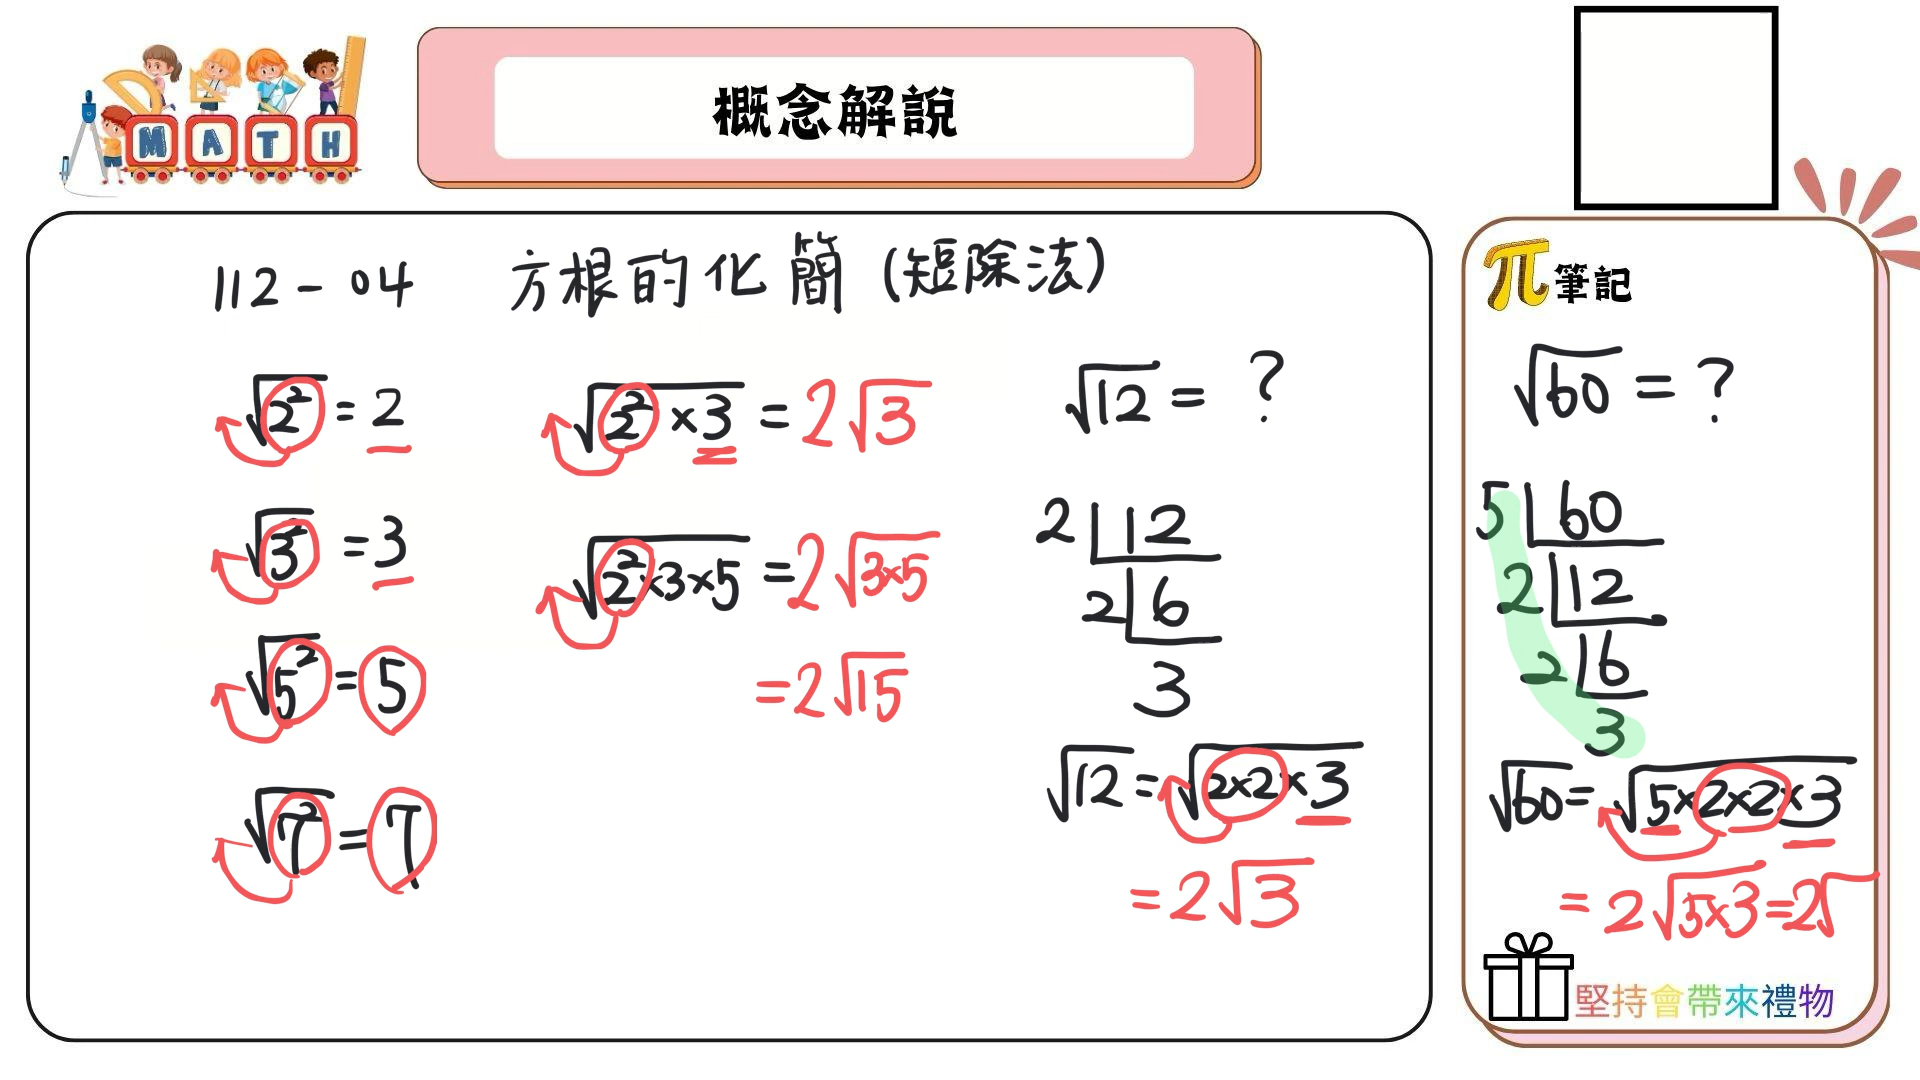 MATH
概念解說
112-04 方根的化簡(短除法)
√2² = 2
√3² = 3
√5² = 5
√7² = 7
√2²×3 = 2√3
√2²×3×5 = 2√3×5
= 2√15
√12 = ?
2|12
2|6
3
√12 = √2×2×3
= 2√3
π筆記
√60 = ?
5|60
2|12
2|6
3
√60 = √5×2×2×3
= 2√5×3 = 2√
堅持會帶來禮物